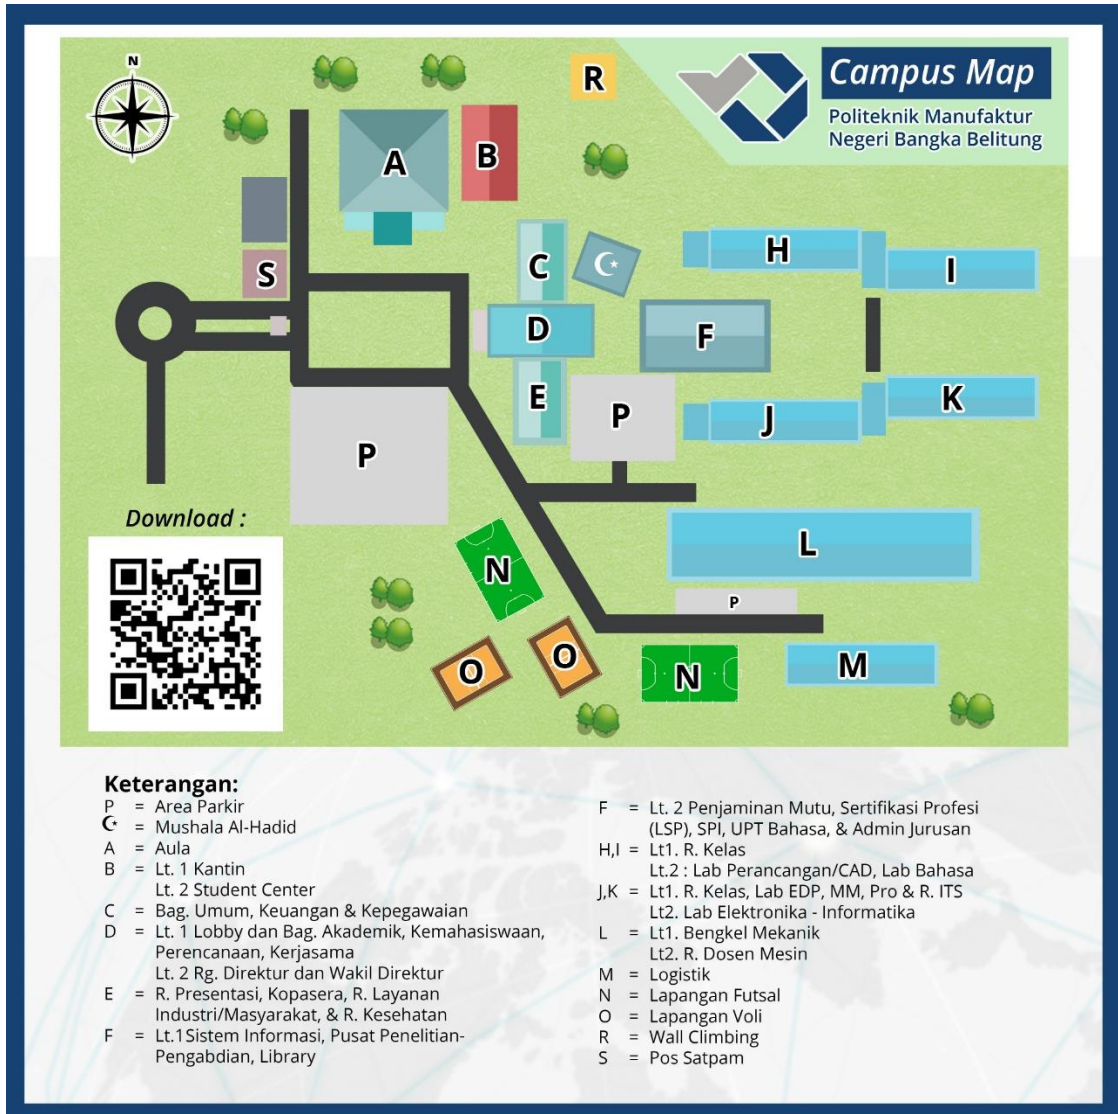 N
R
Campus Map
Politeknik Manufaktur
Negeri Bangka Belitung
A
B
C
H
I
S
D
F
E
P
J
K
P
Download :
L
N
P
O
O
N
M
Keterangan:
P = Area Parkir
☪ = Mushala Al-Hadid
A = Aula
B = Lt. 1 Kantin
Lt. 2 Student Center
C = Bag. Umum, Keuangan & Kepegawaian
D = Lt. 1 Lobby dan Bag. Akademik, Kemahasiswaan,
Perencanaan, Kerjasama
Lt. 2 Rg. Direktur dan Wakil Direktur
E = R. Presentasi, Kopasera, R. Layanan
Industri/Masyarakat, & R. Kesehatan
F = Lt.1Sistem Informasi, Pusat Penelitian-
Pengabdian, Library
F = Lt. 2 Penjaminan Mutu, Sertifikasi Profesi
(LSP), SPI, UPT Bahasa, & Admin Jurusan
H,I = Lt1. R. Kelas
Lt.2 : Lab Perancangan/CAD, Lab Bahasa
J,K = Lt1. R. Kelas, Lab EDP, MM, Pro & R. ITS
Lt2. Lab Elektronika - Informatika
L = Lt1. Bengkel Mekanik
Lt2. R. Dosen Mesin
M = Logistik
N = Lapangan Futsal
O = Lapangan Voli
R = Wall Climbing
S = Pos Satpam